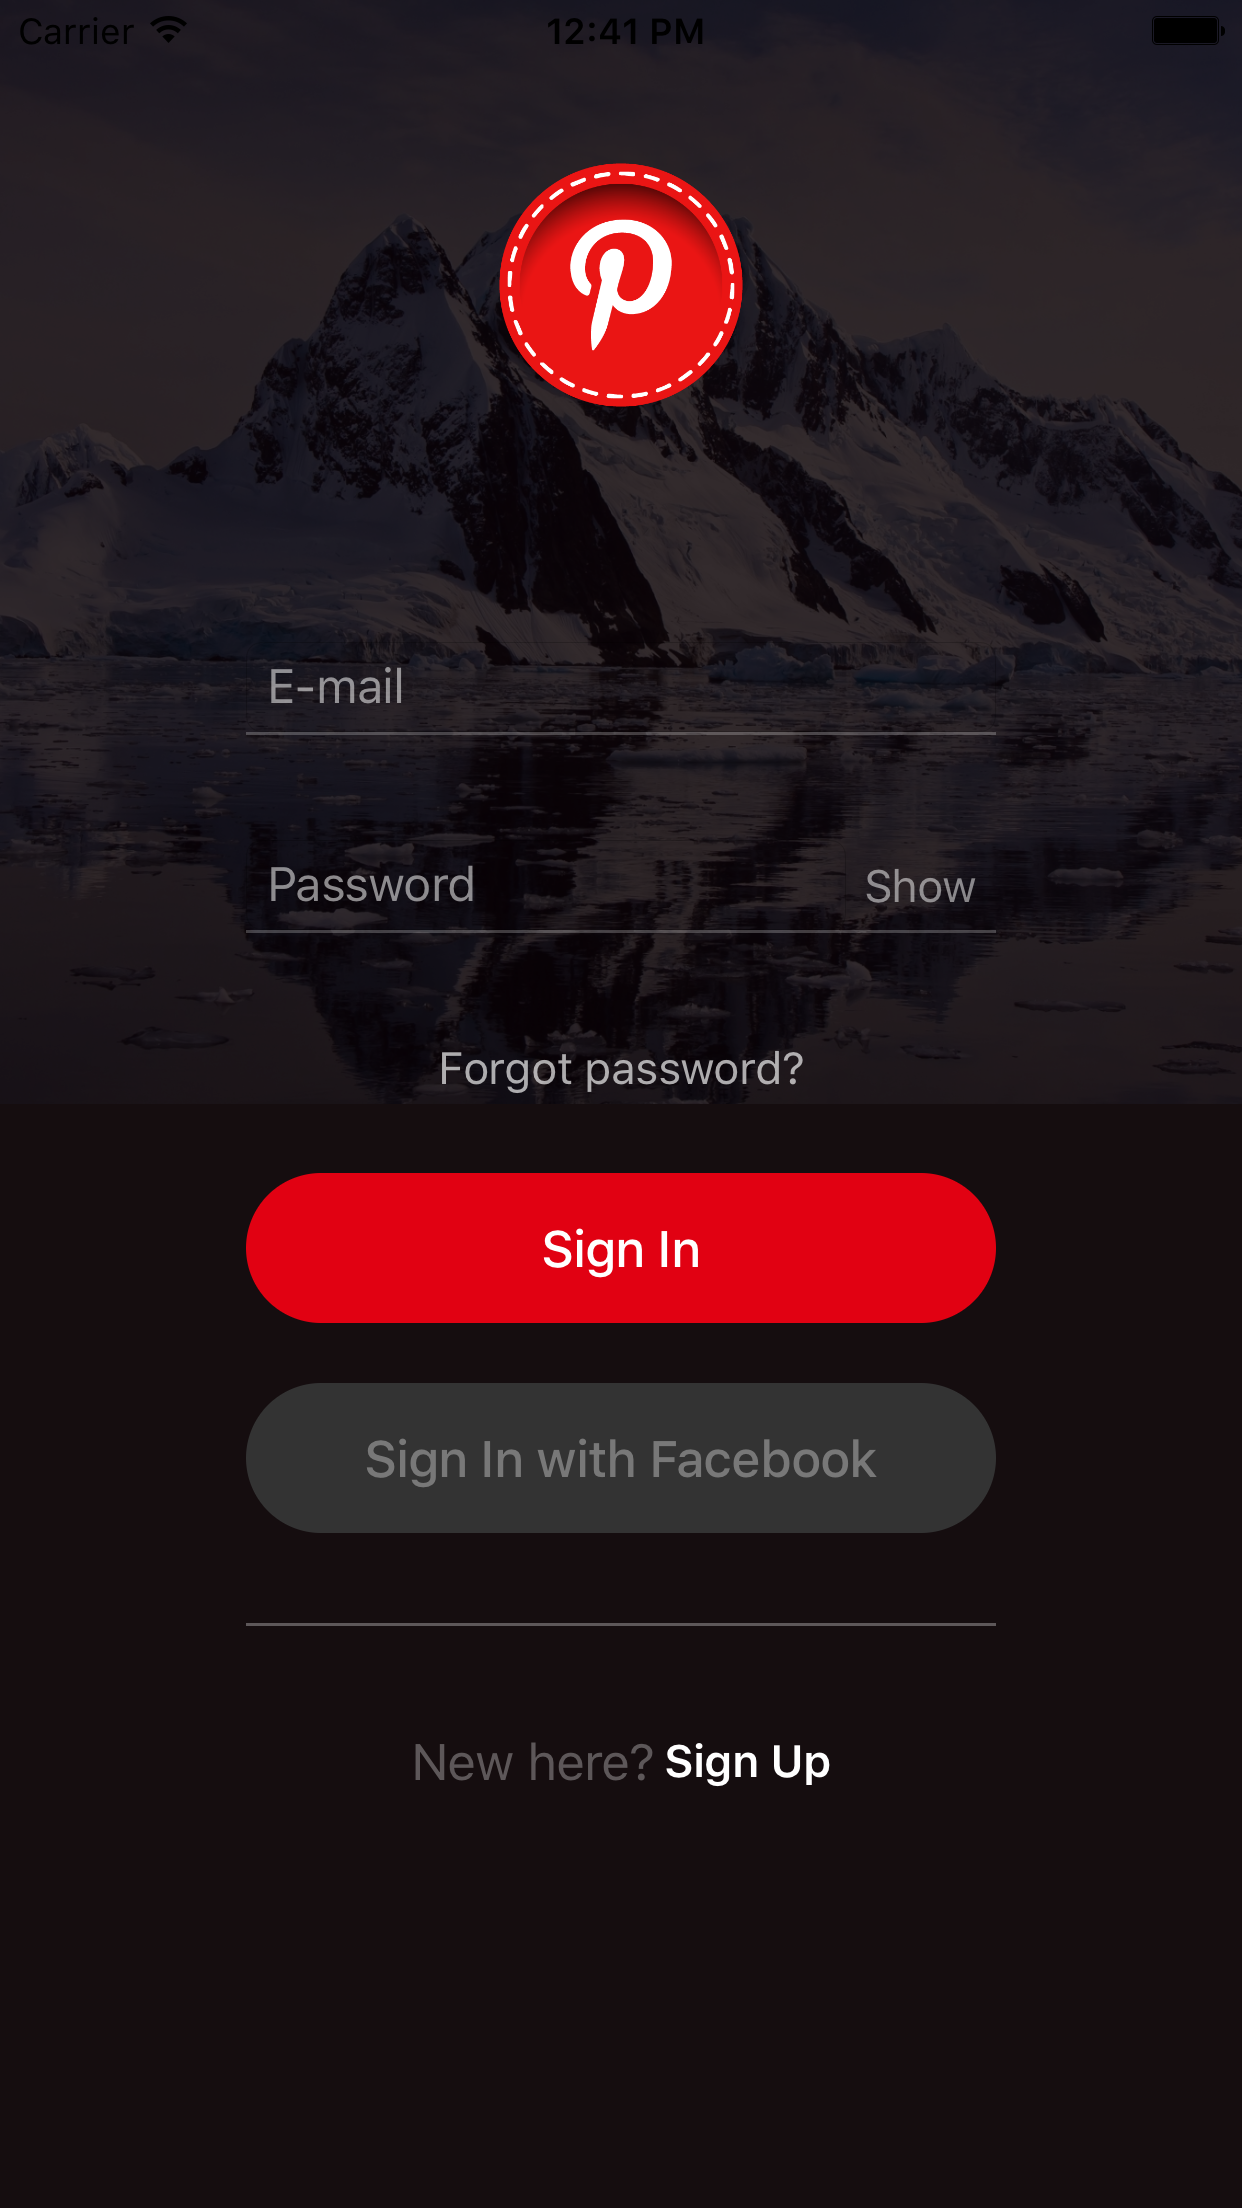 Carrier 12:41 PM
E-mail
Password Show
Forgot password?
Sign In
Sign In with Facebook
New here? Sign Up